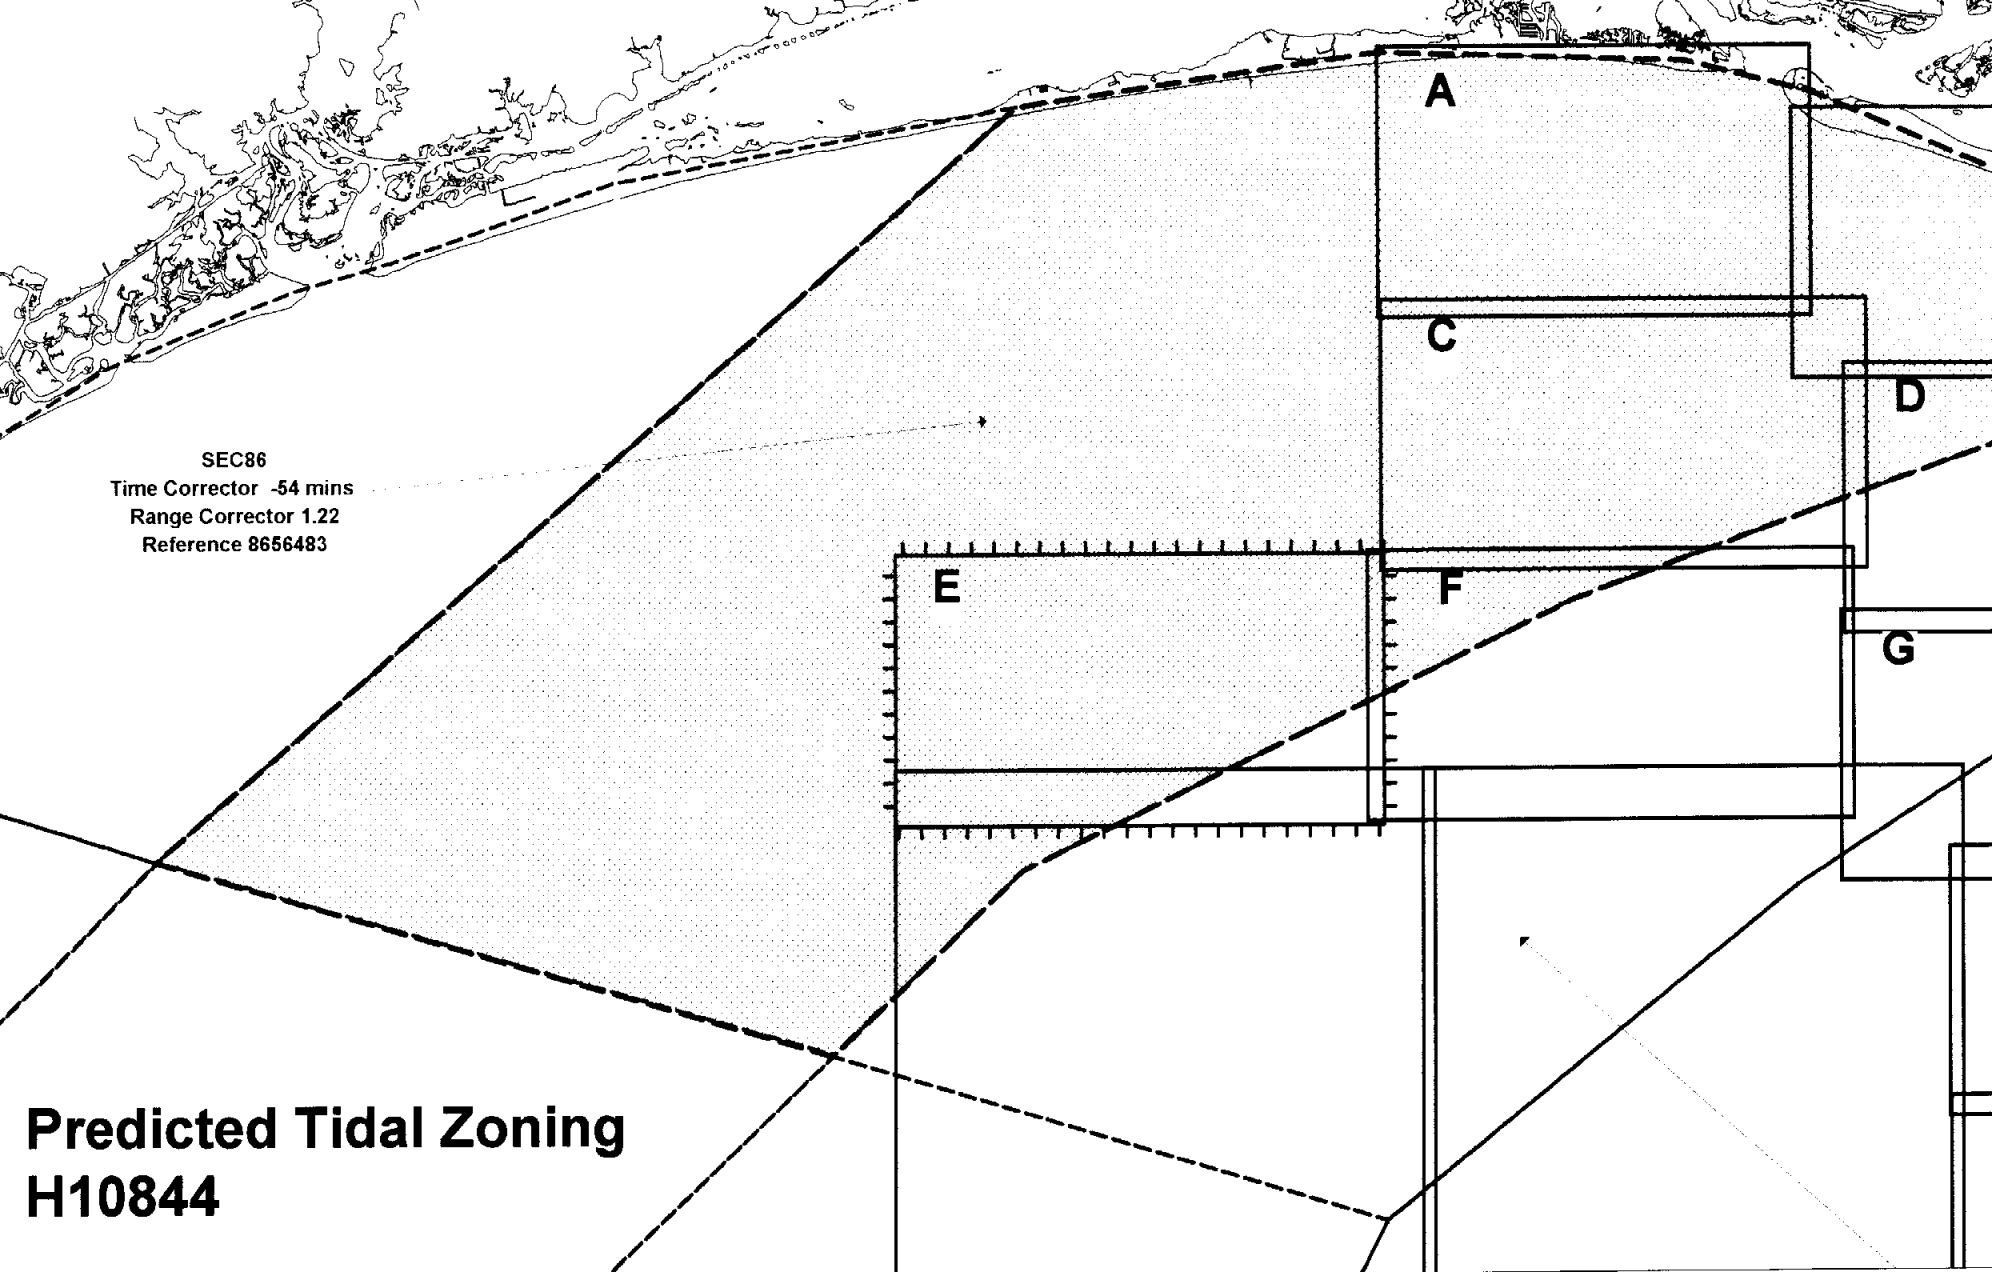 A
C
D
SEC86
Time Corrector -54 mins
Range Corrector 1.22
Reference 8656483
E
F
G
Predicted Tidal Zoning
H10844